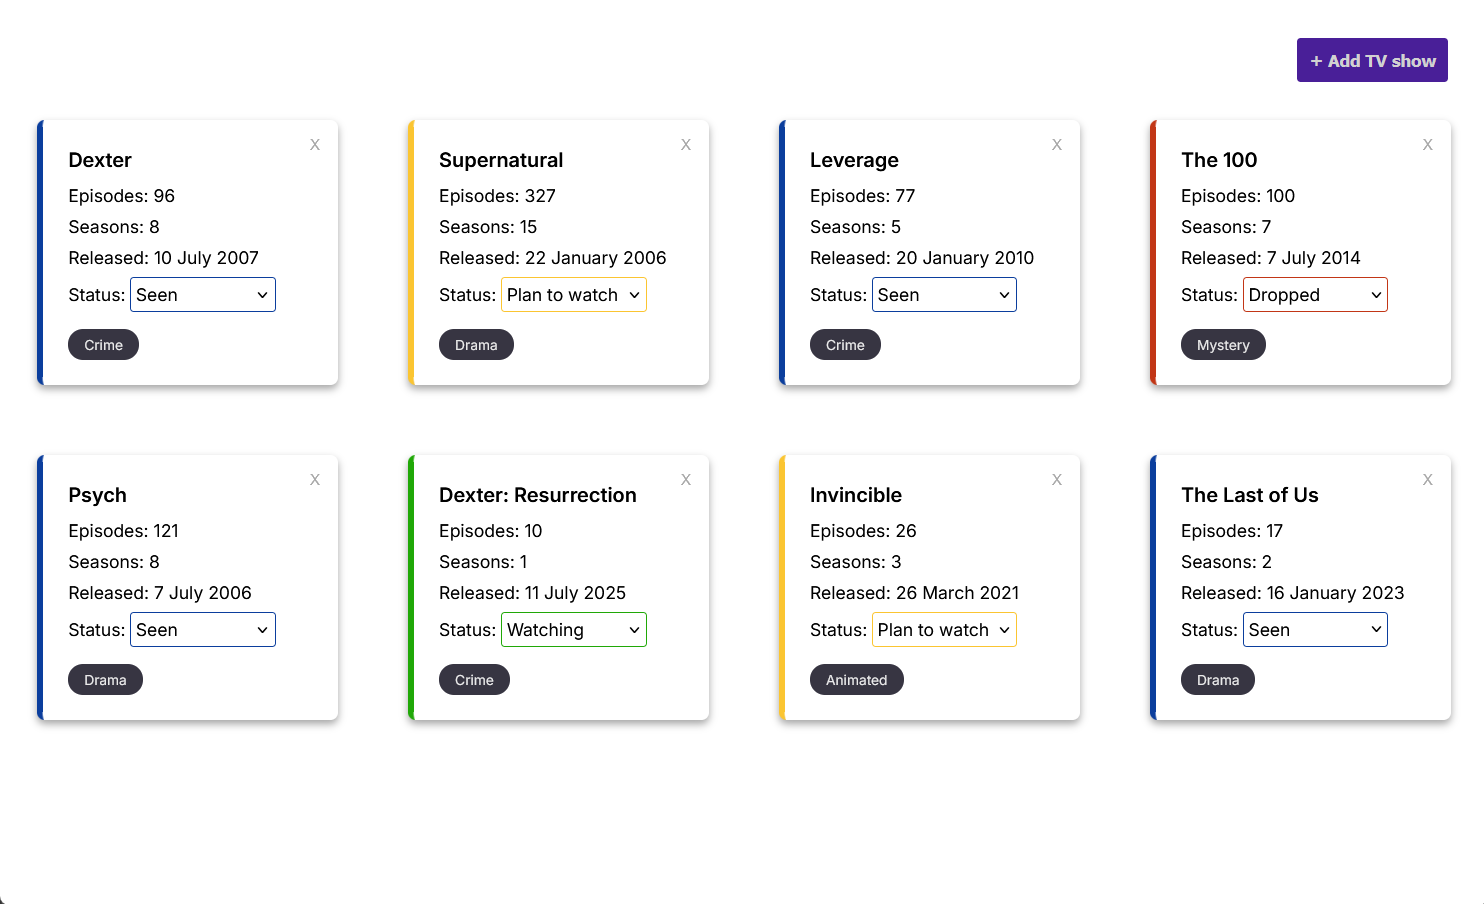 + Add TV show
X
Dexter
Episodes: 96
Seasons: 8
Released: 10 July 2007
Status: Seen
Crime
X
Supernatural
Episodes: 327
Seasons: 15
Released: 22 January 2006
Status: Plan to watch
Drama
X
Leverage
Episodes: 77
Seasons: 5
Released: 20 January 2010
Status: Seen
Crime
X
The 100
Episodes: 100
Seasons: 7
Released: 7 July 2014
Status: Dropped
Mystery
X
Psych
Episodes: 121
Seasons: 8
Released: 7 July 2006
Status: Seen
Drama
X
Dexter: Resurrection
Episodes: 10
Seasons: 1
Released: 11 July 2025
Status: Watching
Crime
X
Invincible
Episodes: 26
Seasons: 3
Released: 26 March 2021
Status: Plan to watch
Animated
X
The Last of Us
Episodes: 17
Seasons: 2
Released: 16 January 2023
Status: Seen
Drama